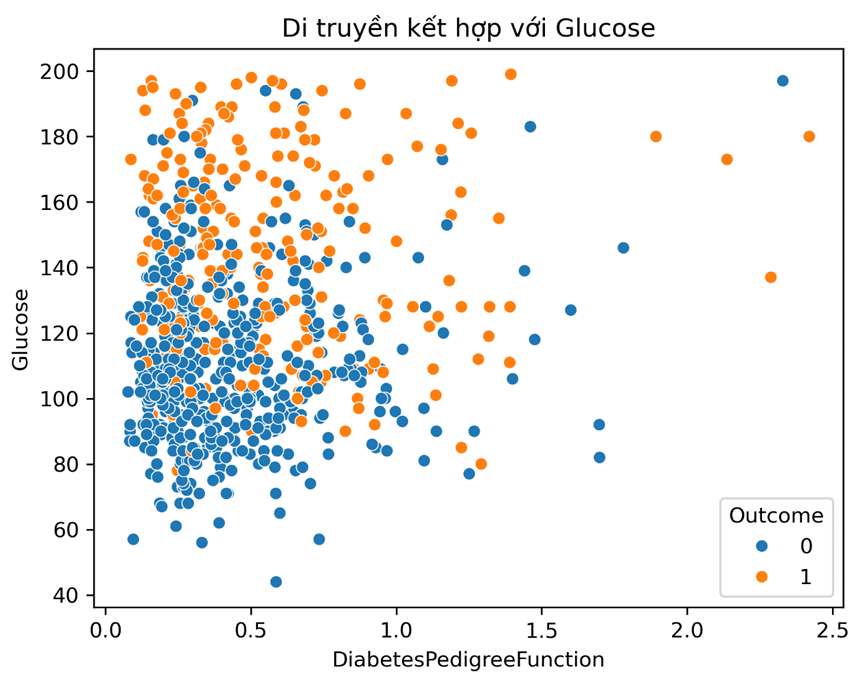 Di truyền kết hợp với Glucose
Glucose
200
180
160
140
120
100
80
60
40
0.0 0.5 1.0 1.5 2.0 2.5
DiabetesPedigreeFunction
Outcome
0
1